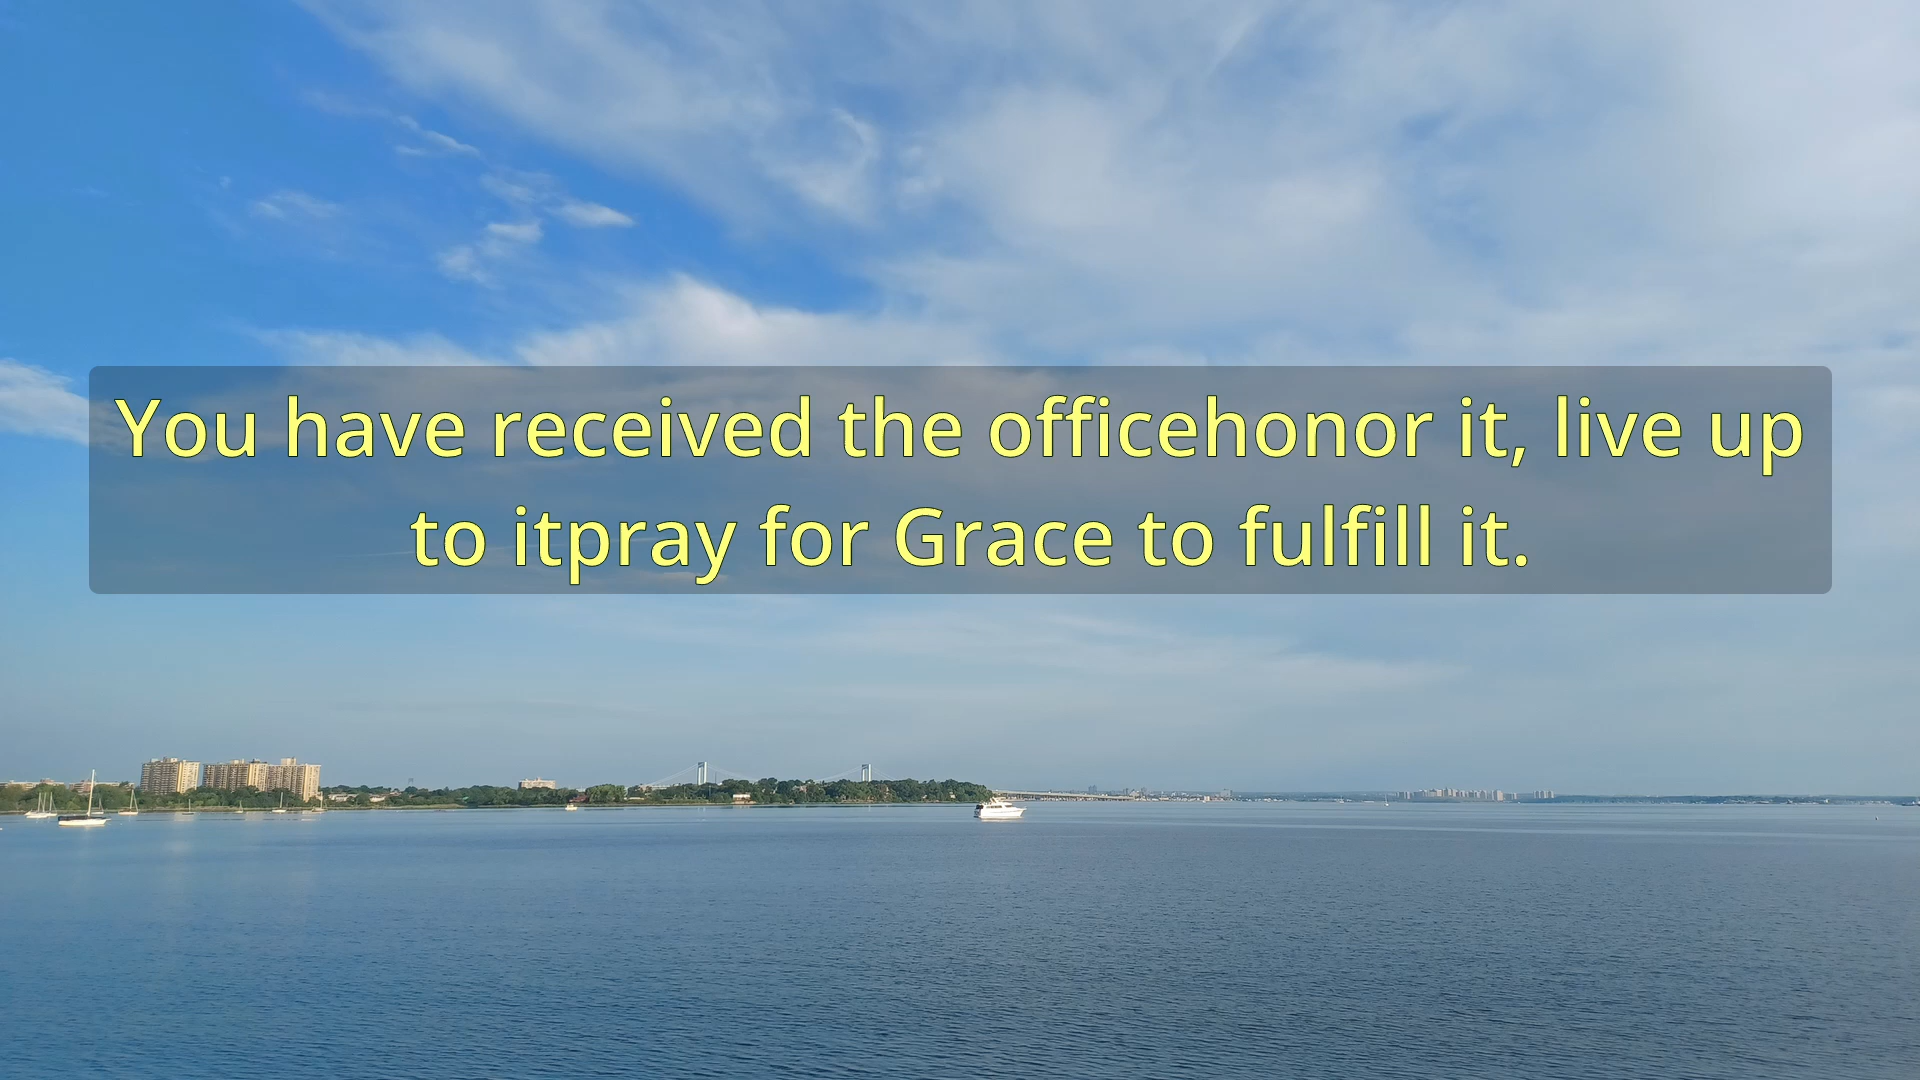 You have received the officehonor it, live up
to itpray for Grace to fulfill it.